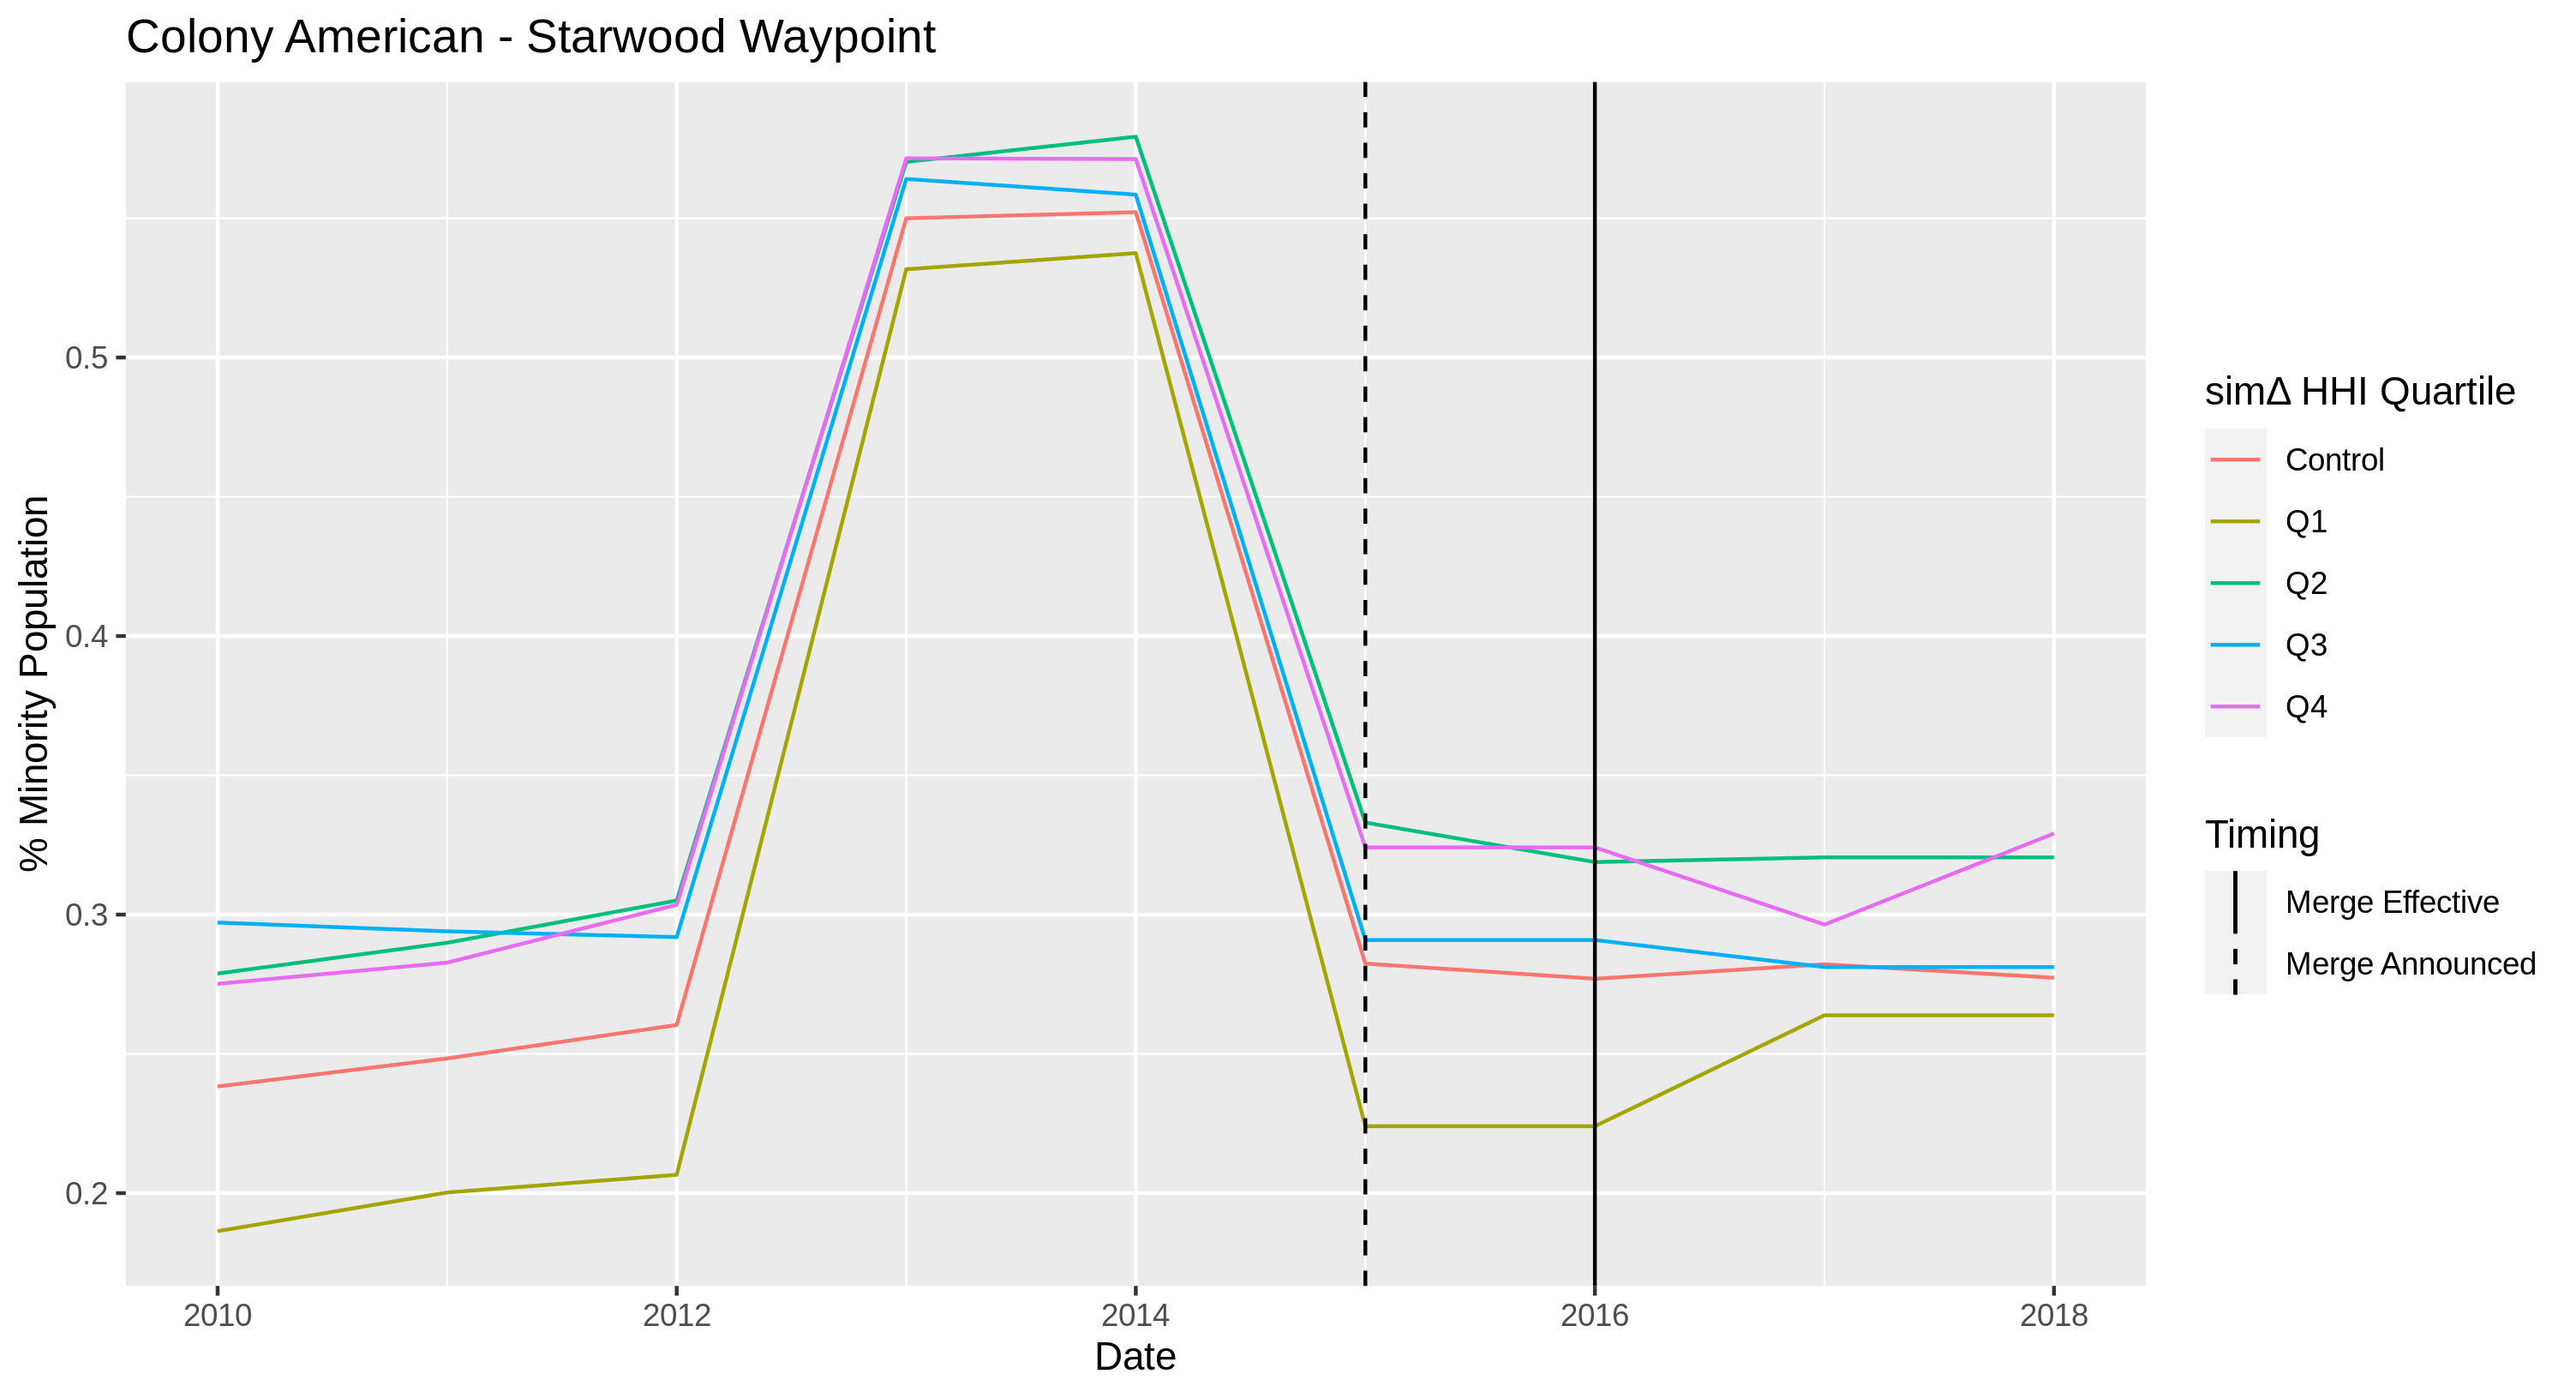 Colony American - Starwood Waypoint
% Minority Population
0.5
0.4
0.3
0.2
2010
2012
2014
2016
2018
Date
simΔ HHI Quartile
Control
Q1
Q2
Q3
Q4
Timing
Merge Effective
Merge Announced